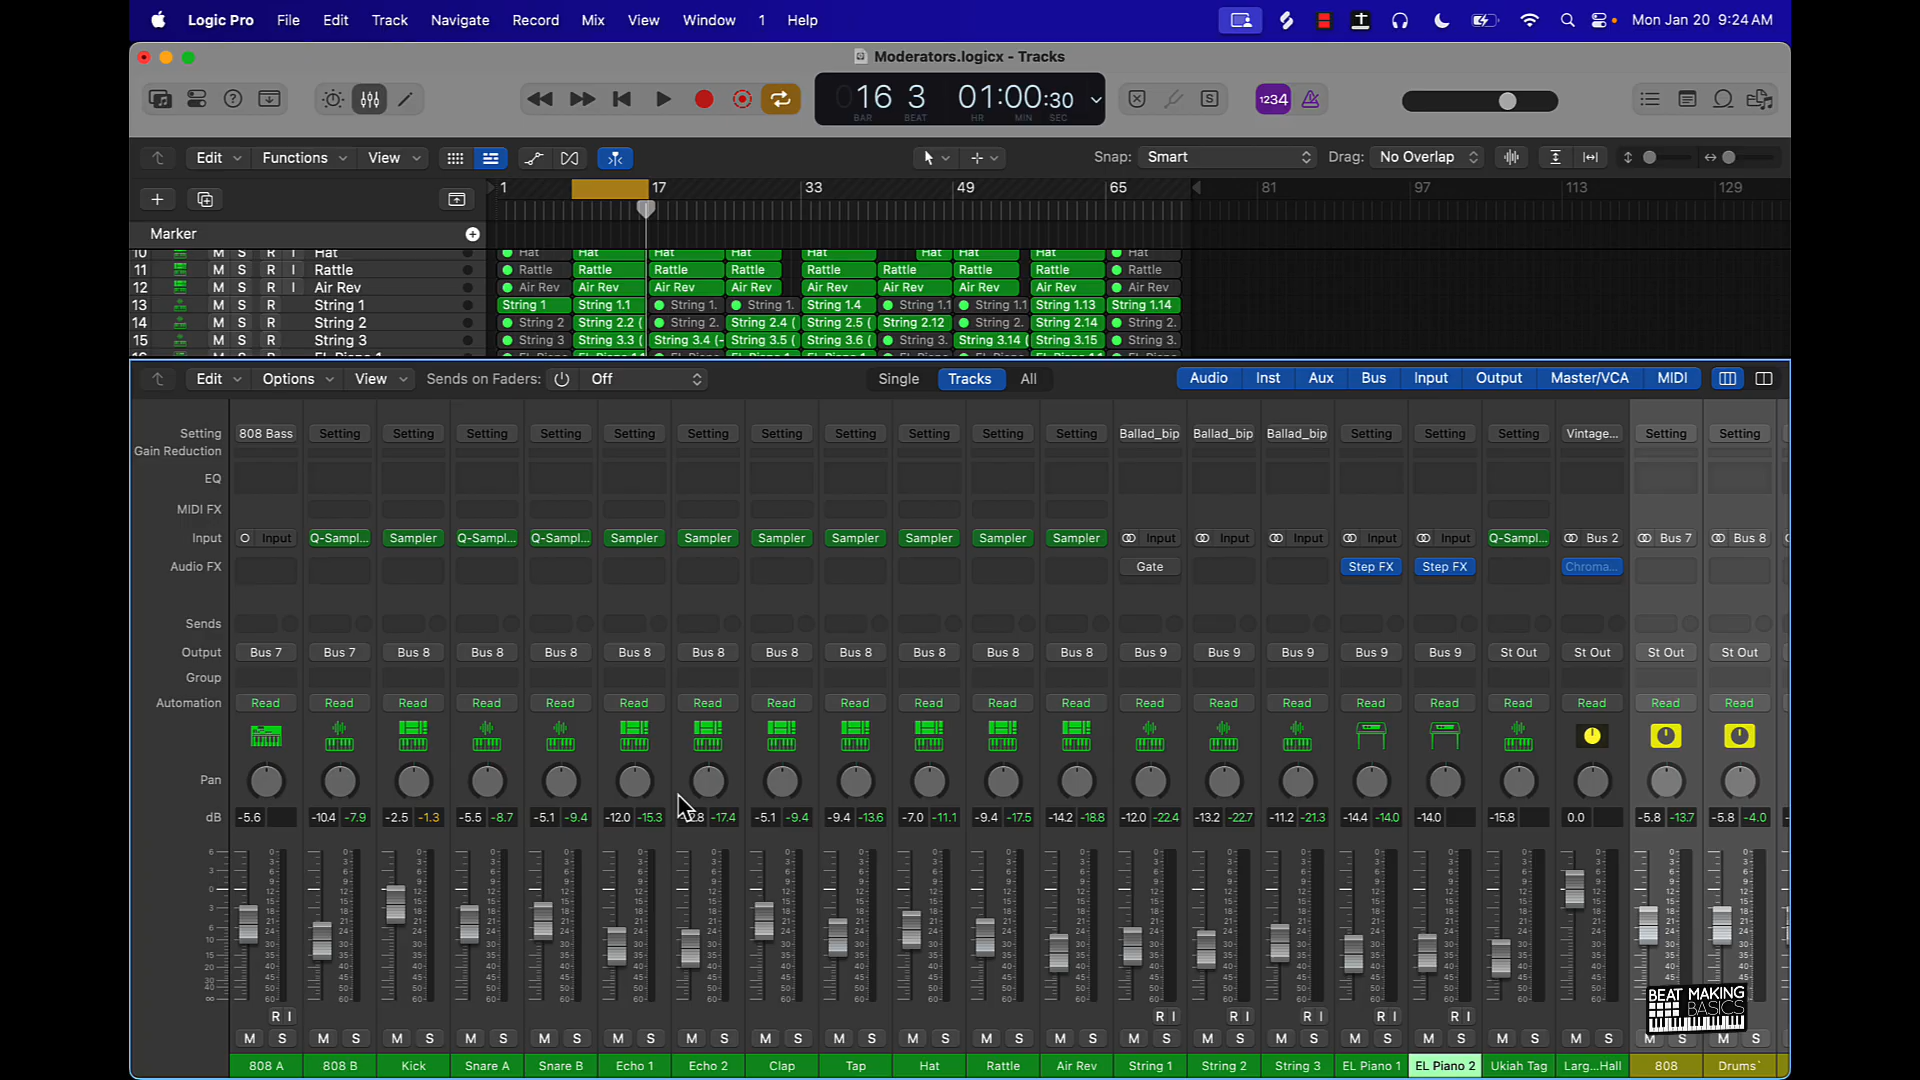 Logic Pro File Edit Track Navigate Record Mix View Window 1 Help Mon Jan 20 9:24 AM
Moderators.logicx - Tracks
16 3 01:00:30
BAR BEAT HR MIN SEC
1234
Edit Functions View Snap: Smart Drag: No Overlap
1 17 33 49 65 81 97 113 129
Marker
10 M S R I Hat Hat Hat Hat Hat Hat Hat Hat Hat Hat
11 M S R I Rattle Rattle Rattle Rattle Rattle Rattle Rattle Rattle Rattle Rattle
12 M S R I Air Rev Air Rev Air Rev Air Rev Air Rev Air Rev Air Rev Air Rev Air Rev Air Rev
13 M S R String 1 String 1 String 1.1 String 1. String 1. String 1.4 String 1.1 String 1.1 String 1.13 String 1.14
14 M S R String 2 String 2 String 2.2 ( String 2. String 2.4 ( String 2.5 ( String 2.12 String 2. String 2.14 String 2.
15 M S R String 3 String 3 String 3.3 ( String 3.4 (- String 3.5 ( String 3.6 ( String 3. String 3.14 ( String 3.15 String 3.
Edit Options View Sends on Faders: Off Single Tracks All Audio Inst Aux Bus Input Output Master/VCA MIDI
Setting 808 Bass Setting Setting Setting Setting Setting Setting Setting Setting Setting Setting Setting Ballad_bip Ballad_bip Ballad_bip Setting Setting Setting Vintage... Setting Setting
Gain Reduction
EQ
MIDI FX
Input Input Q-Sampl... Sampler Q-Sampl... Q-Sampl... Sampler Sampler Sampler Sampler Sampler Sampler Sampler Input Input Input Input Input Q-Sampl... Bus 2 Bus 7 Bus 8
Audio FX Gate Step FX Step FX Chroma...
Sends
Output Bus 7 Bus 7 Bus 8 Bus 8 Bus 8 Bus 8 Bus 8 Bus 8 Bus 8 Bus 8 Bus 8 Bus 8 Bus 9 Bus 9 Bus 9 Bus 9 Bus 9 St Out St Out St Out St Out
Group
Automation Read Read Read Read Read Read Read Read Read Read Read Read Read Read Read Read Read Read Read Read Read
Pan
dB -5.6 -10.4 -7.9 -2.5 -1.3 -5.5 -8.7 -5.1 -9.4 -12.0 -15.3 -17.4 -5.1 -9.4 -9.4 -13.6 -7.0 -11.1 -9.4 -17.5 -14.2 -18.8 -12.0 -22.4 -13.2 -22.7 -11.2 -21.3 -14.4 -14.0 -14.0 -15.8 0.0 -5.8 -13.7 -5.8 -4.0
R I R I R I R I R I R I
M S M S M S M S M S M S M S M S M S M S M S M S M S M S M S M S M S M S M S M S M S
808 A 808 B Kick Snare A Snare B Echo 1 Echo 2 Clap Tap Hat Rattle Air Rev String 1 String 2 String 3 EL Piano 1 EL Piano 2 Ukiah Tag Larg...Hall 808 Drums
BEAT MAKING
BASICS